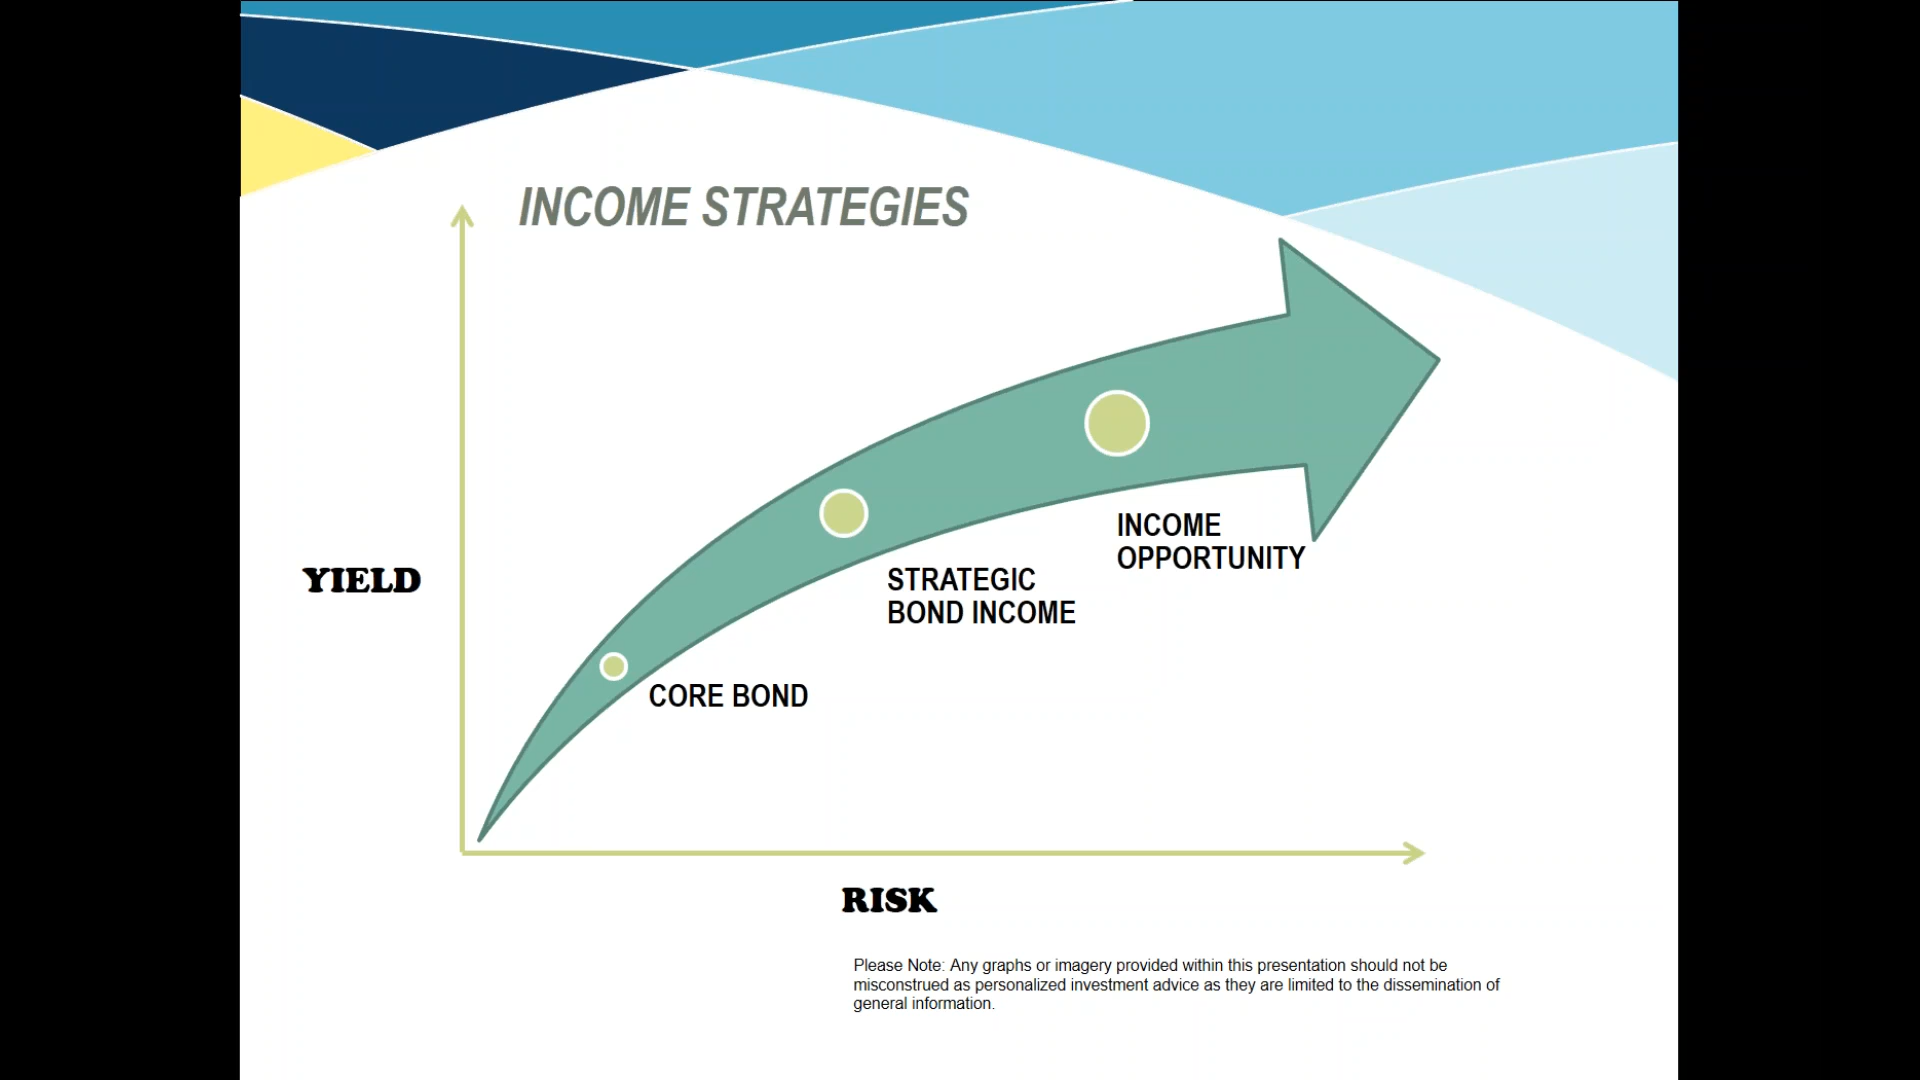 INCOME STRATEGIES
INCOME
OPPORTUNITY
STRATEGIC
BOND INCOME
YIELD
CORE BOND
RISK
Please Note: Any graphs or imagery provided within this presentation should not be
misconstrued as personalized investment advice as they are limited to the dissemination of
general information.